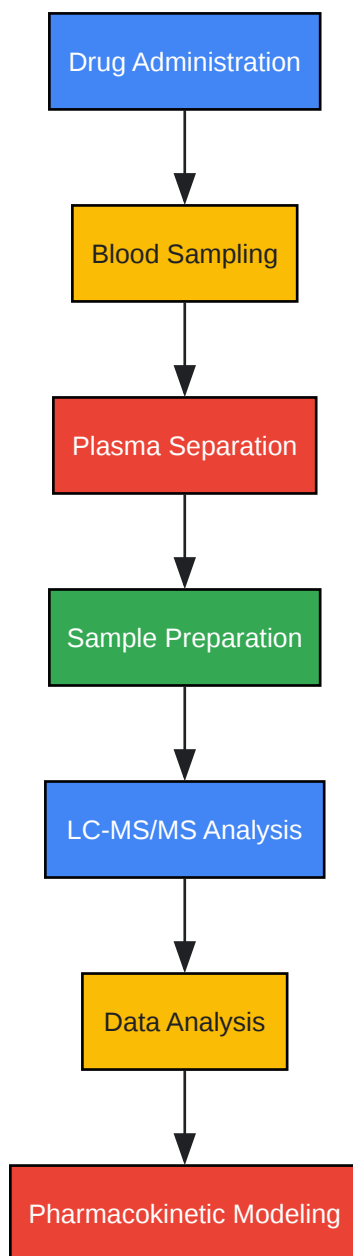 Drug Administration
Blood Sampling
Plasma Separation
Sample Preparation
LC-MS/MS Analysis
Data Analysis
Pharmacokinetic Modeling